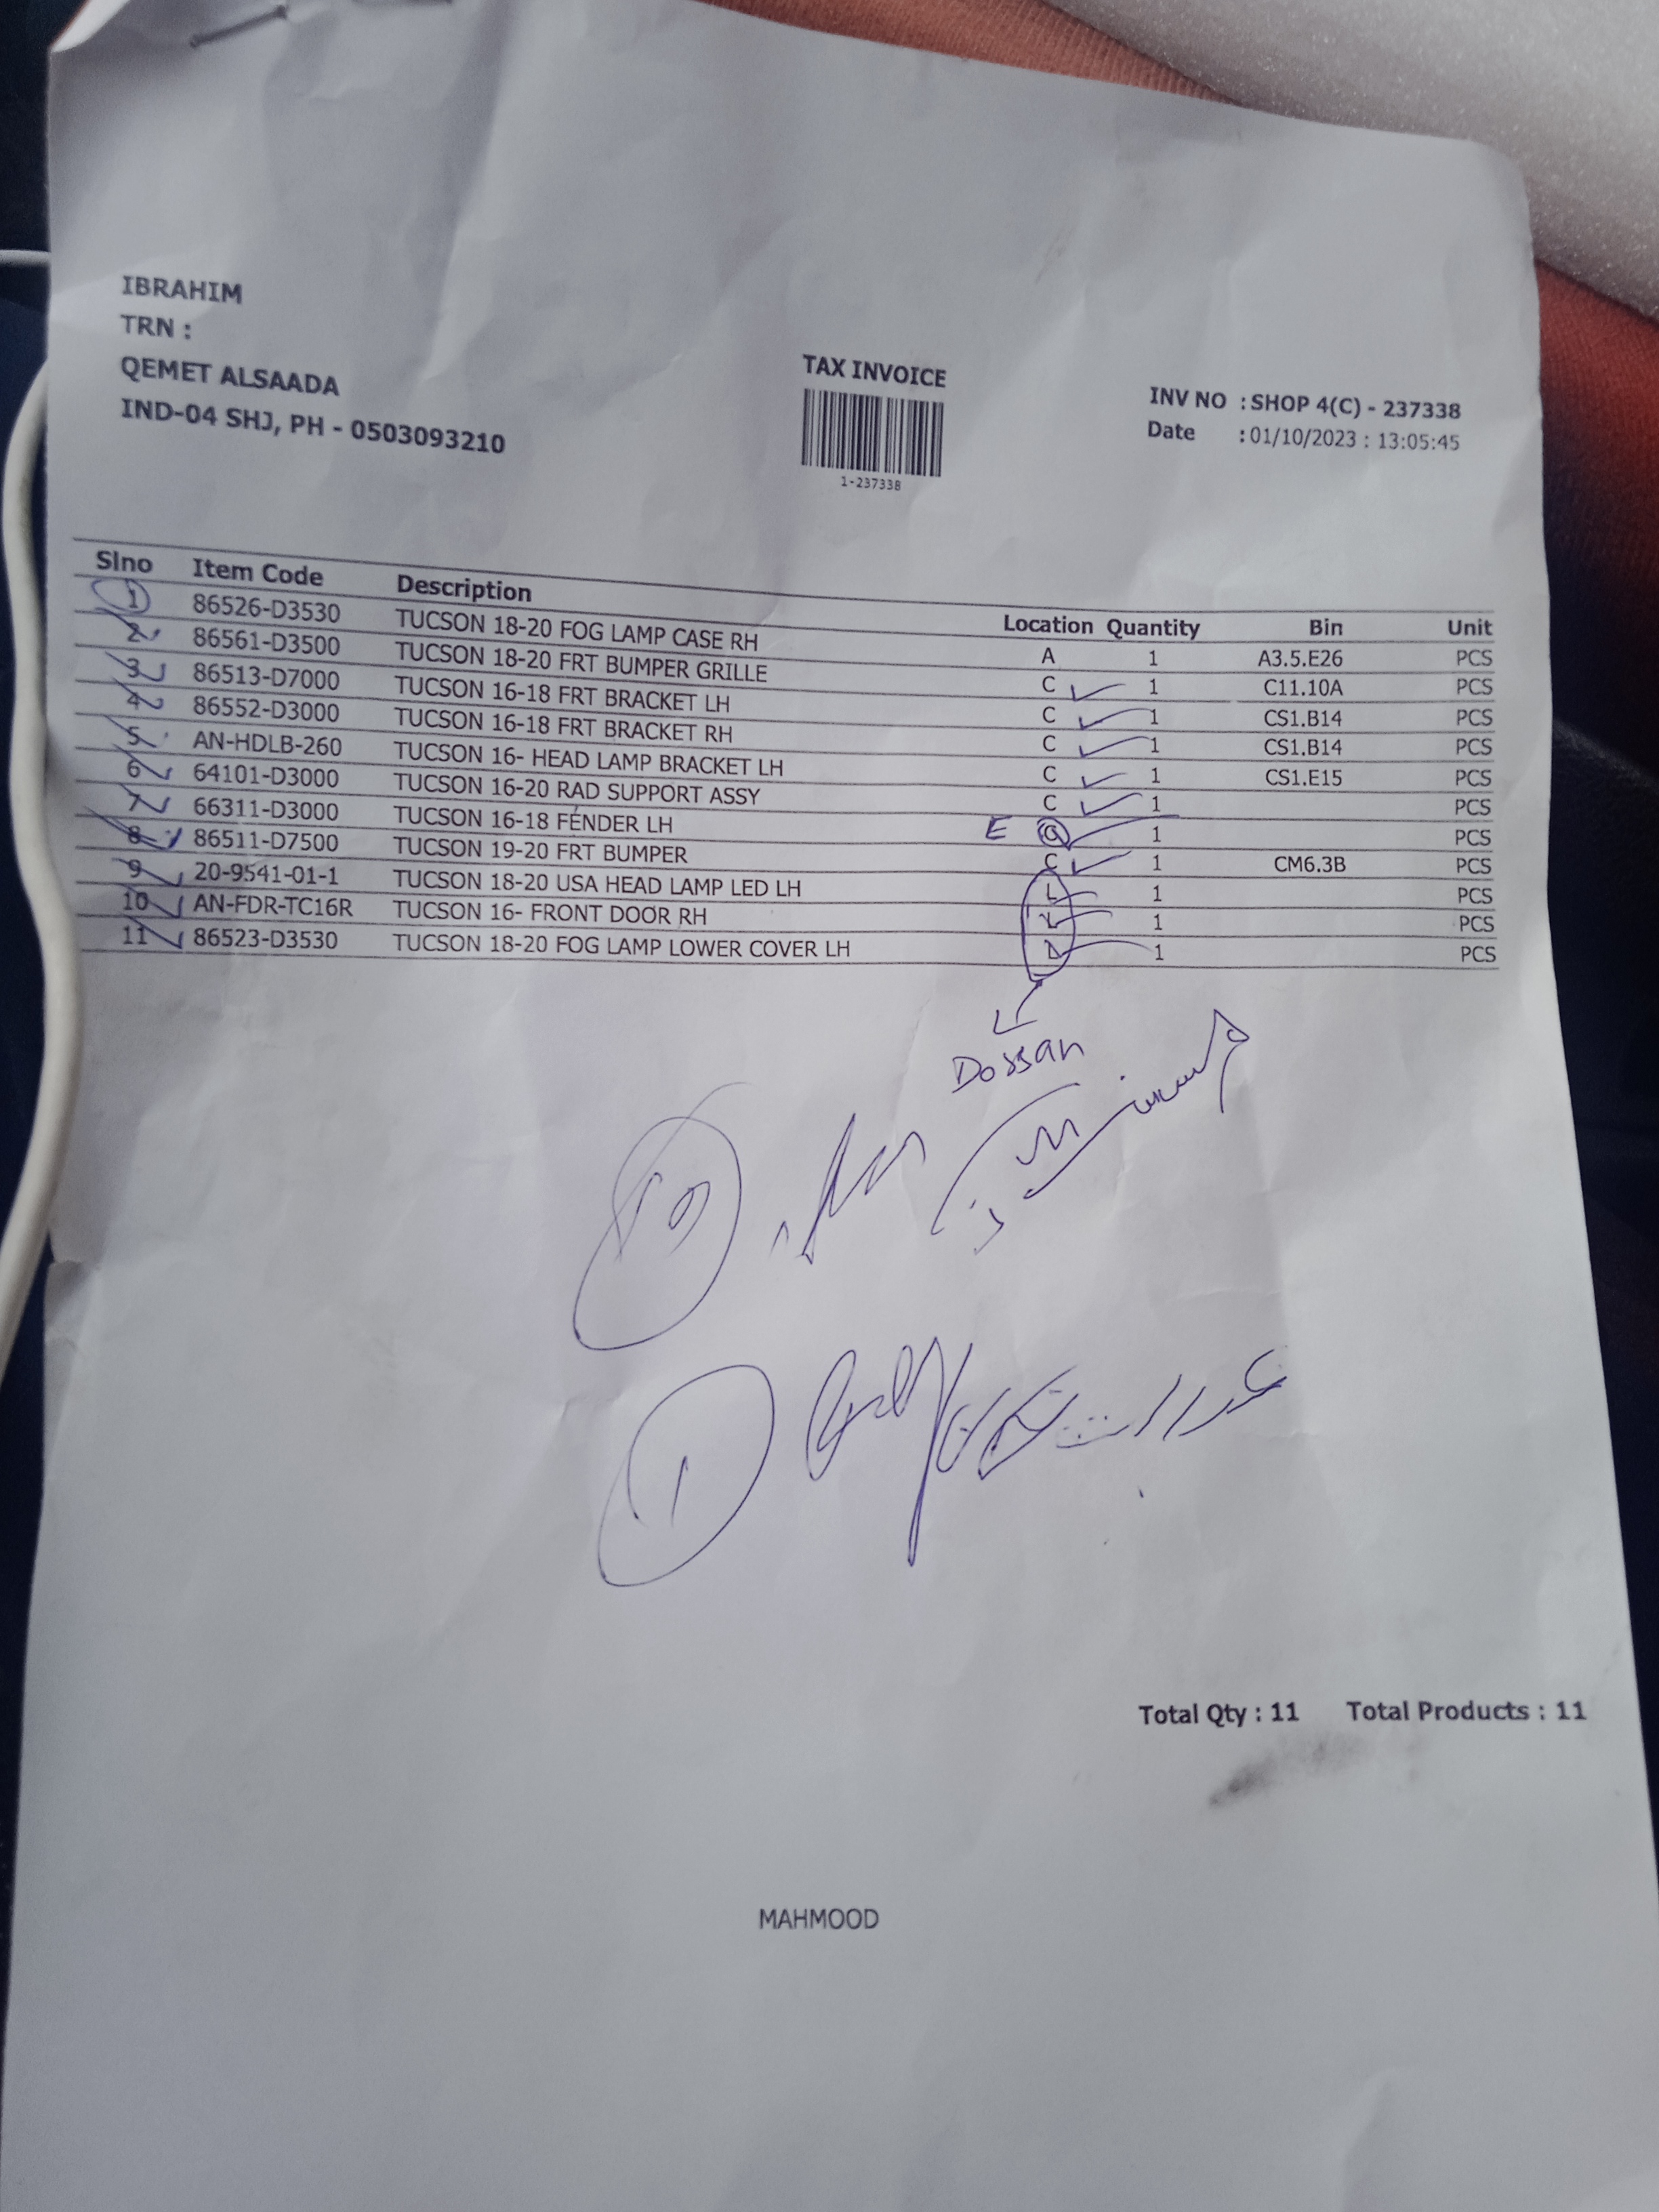 IBRAHIM
TRN :
QEMET ALSAADA
IND-04 SHJ, PH - 0503093210
TAX INVOICE
1-237338
INV NO : SHOP 4(C) - 237338
Date : 01/10/2023 : 13:05:45
Slno Item Code Description Location Quantity Bin Unit
1 86526-D3530 TUCSON 18-20 FOG LAMP CASE RH A 1 A3.5.E26 PCS
2 86561-D3500 TUCSON 18-20 FRT BUMPER GRILLE C 1 C11.10A PCS
3 86513-D7000 TUCSON 16-18 FRT BRACKET LH C 1 CS1.B14 PCS
4 86552-D3000 TUCSON 16-18 FRT BRACKET RH C 1 CS1.B14 PCS
5 AN-HDLB-260 TUCSON 16- HEAD LAMP BRACKET LH C 1 CS1.E15 PCS
6 64101-D3000 TUCSON 16-20 RAD SUPPORT ASSY C 1 PCS
7 66311-D3000 TUCSON 16-18 FENDER LH E 1 PCS
8 86511-D7500 TUCSON 19-20 FRT BUMPER C 1 CM6.3B PCS
9 20-9541-01-1 TUCSON 18-20 USA HEAD LAMP LED LH L 1 PCS
10 AN-FDR-TC16R TUCSON 16- FRONT DOOR RH 1 PCS
11 86523-D3530 TUCSON 18-20 FOG LAMP LOWER COVER LH 1 PCS
Dossan
Total Qty : 11 Total Products : 11
MAHMOOD